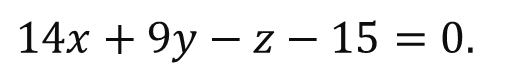 14x + 9y − z − 15 = 0.